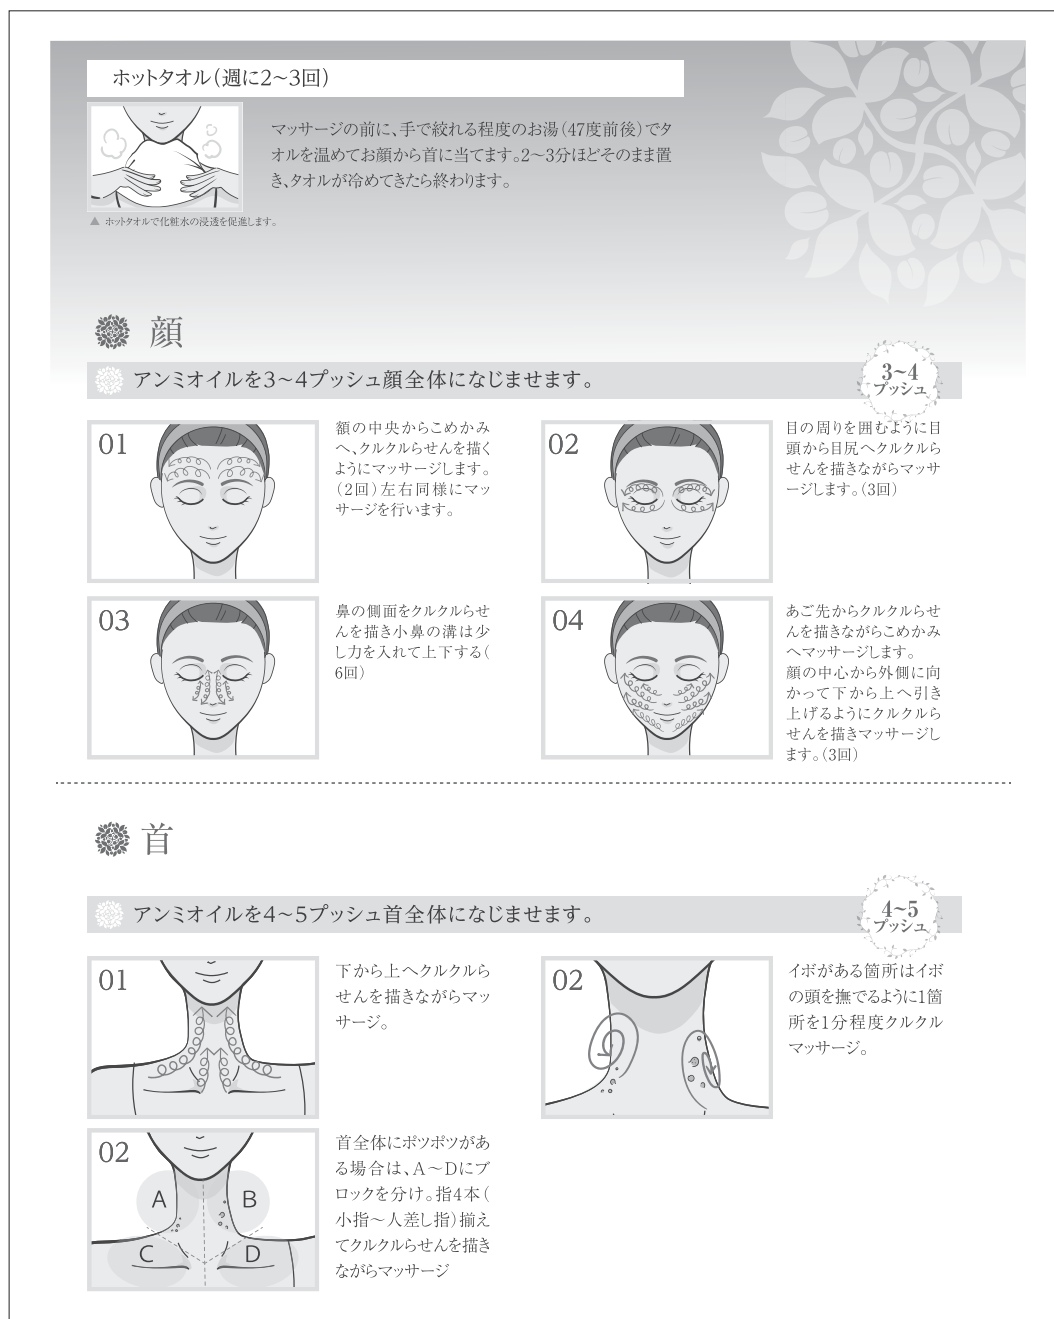 ホットタオル（週に2～3回）
マッサージの前に、手で絞れる程度のお湯（47度前後）でタ
オルを温めてお顔から首に当てます。2～3分ほどそのまま置
き、タオルが冷めてきたら終わります。
▲ ホットタオルで化粧水の浸透を促進します。
顔
アンミオイルを3～4プッシュ顔全体になじませます。
3~4
プッシュ
01
額の中央からこめかみ
へ、クルクルらせんを描く
ようにマッサージします。
（2回）左右同様にマッ
サージを行います。
02
目の周りを囲むように目
頭から目尻へクルクルら
せんを描きながらマッサ
ージします。（3回）
03
鼻の側面をクルクルらせ
んを描き小鼻の溝は少
し力を入れて上下する（
6回）
04
あご先からクルクルらせ
んを描きながらこめかみ
へマッサージします。
顔の中心から外側に向
かって下から上へ引き
上げるようにクルクルら
せんを描きマッサージし
ます。（3回）
首
アンミオイルを4～5プッシュ首全体になじませます。
4~5
プッシュ
01
下から上へクルクルら
せんを描きながらマッ
サージ。
02
イボがある箇所はイボ
の頭を撫でるように1箇
所を1分程度クルクル
マッサージ。
02
A
B
C
D
首全体にポツポツがあ
る場合は、A～Dにブ
ロックを分け。指4本（
小指～人差し指）揃え
てクルクルらせんを描き
ながらマッサージ